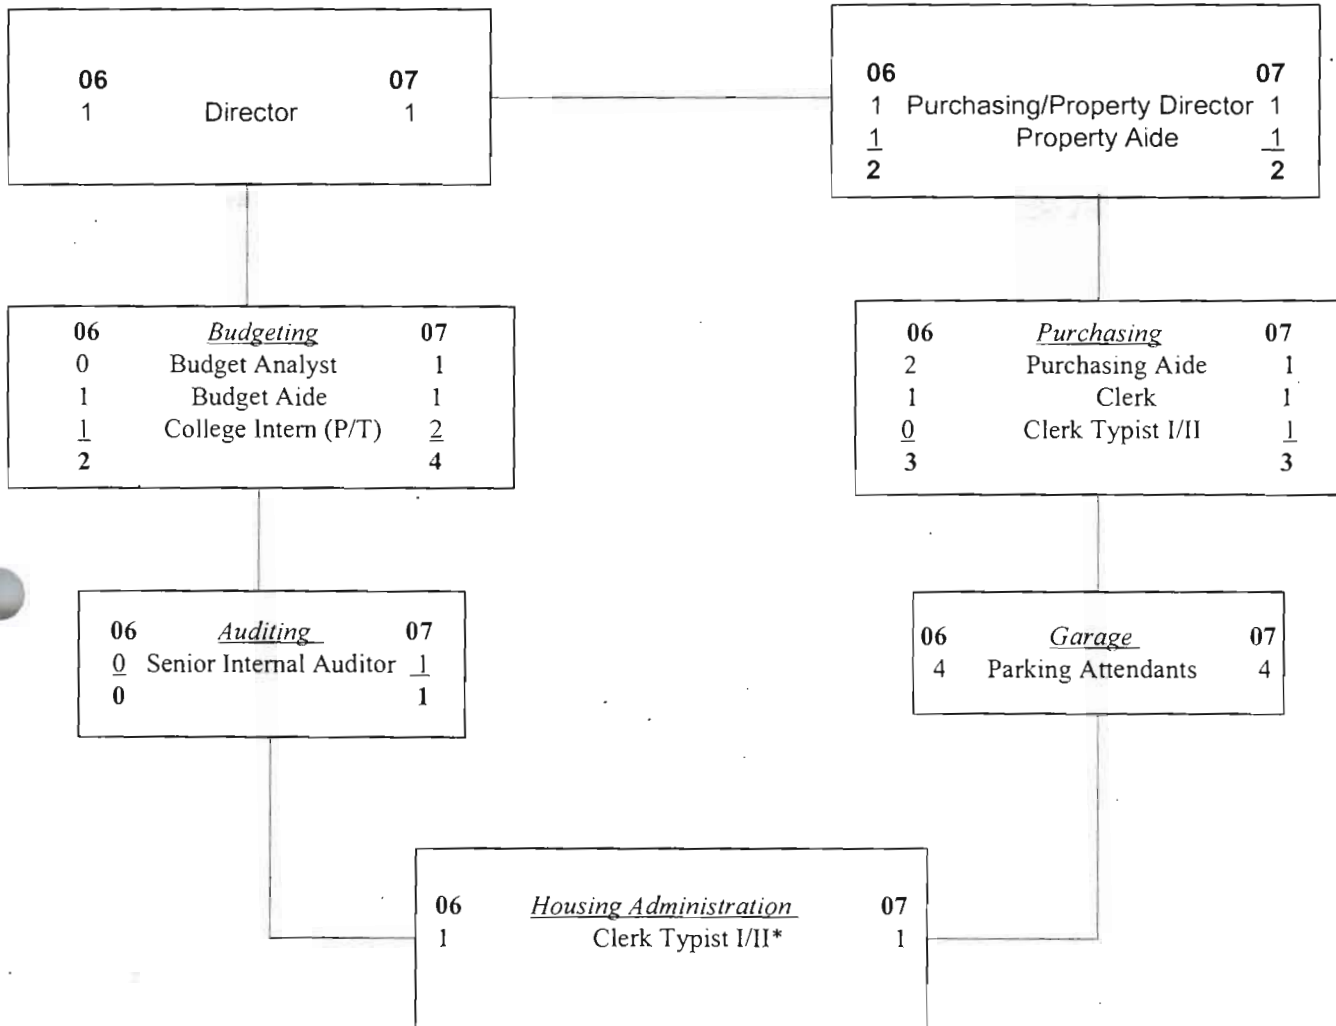 06 07
1 Director 1
06 07
1 Purchasing/Property Director 1
1 Property Aide 1
2 2
06 Budgeting 07
0 Budget Analyst 1
1 Budget Aide 1
1 College Intern (P/T) 2
2 4
06 Purchasing 07
2 Purchasing Aide 1
1 Clerk 1
0 Clerk Typist I/II 1
3 3
06 Auditing 07
0 Senior Internal Auditor 1
0 1
06 Garage 07
4 Parking Attendants 4
06 Housing Administration 07
1 Clerk Typist I/II* 1